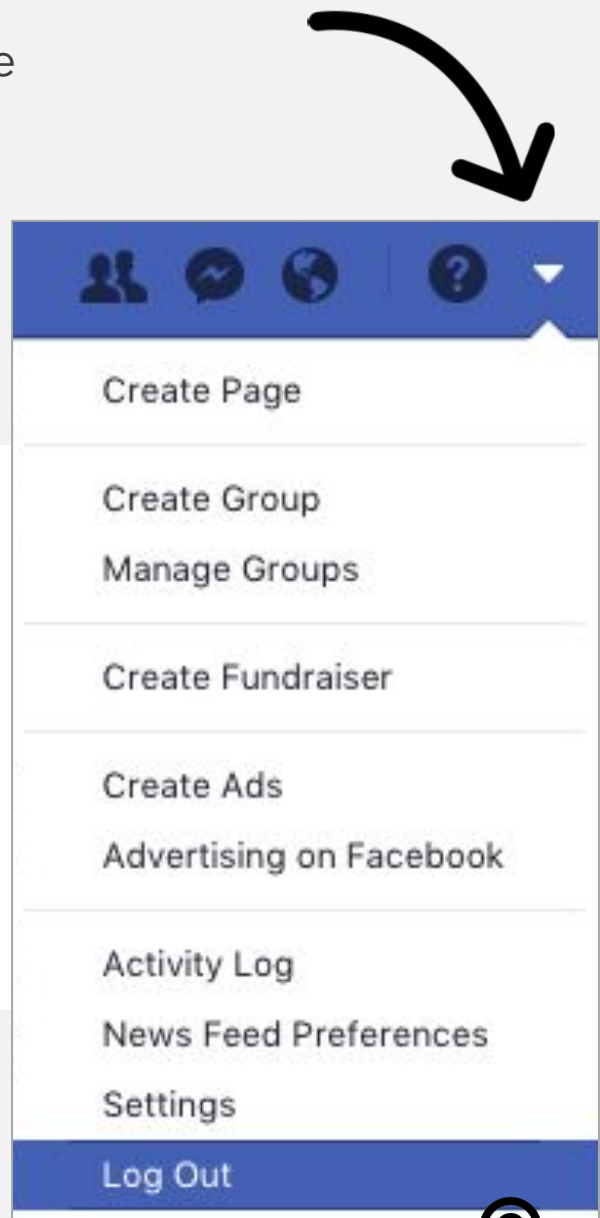 e
Create Page
Create Group
Manage Groups
Create Fundraiser
Create Ads
Advertising on Facebook
Activity Log
News Feed Preferences
Settings
Log Out